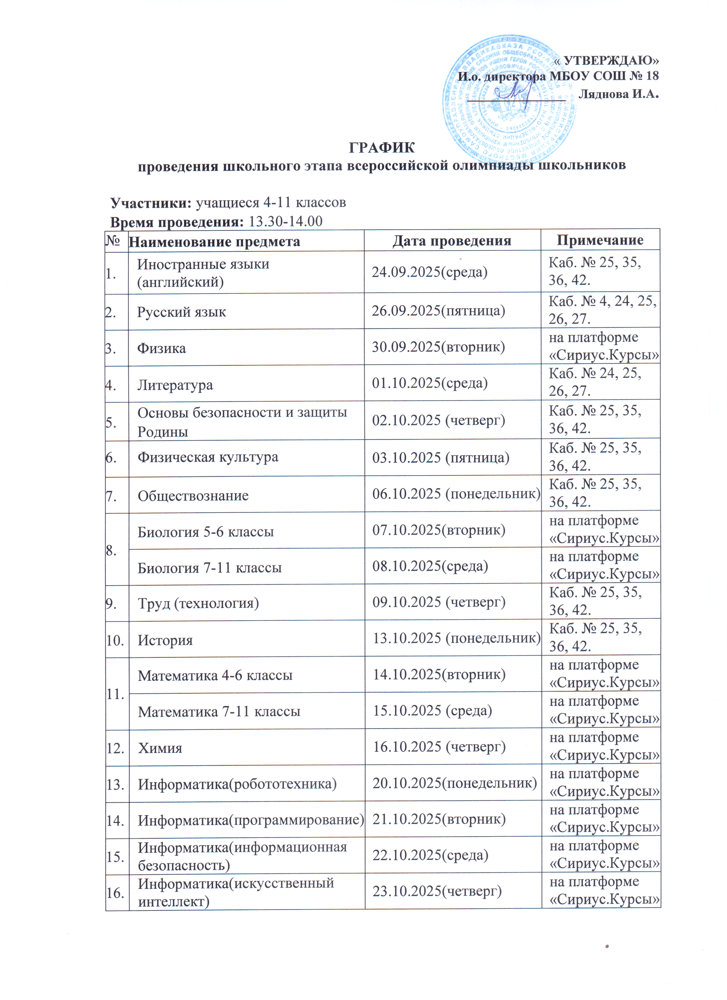 « УТВЕРЖДАЮ»
И.о. директора МБОУ СОШ № 18
Ляднова И.А.
ГРАФИК
проведения школьного этапа всероссийской олимпиады школьников
Участники: учащиеся 4-11 классов
Время проведения: 13.30-14.00
№ Наименование предмета Дата проведения Примечание
1. Иностранные языки (английский) 24.09.2025(среда) Каб. № 25, 35,
36, 42.
2. Русский язык 26.09.2025(пятница) Каб. № 4, 24, 25,
26, 27.
3. Физика 30.09.2025(вторник) на платформе
«Сириус.Курсы»
4. Литература 01.10.2025(среда) Каб. № 24, 25,
26, 27.
5. Основы безопасности и защиты Родины 02.10.2025 (четверг) Каб. № 25, 35,
36, 42.
6. Физическая культура 03.10.2025 (пятница) Каб. № 25, 35,
36, 42.
7. Обществознание 06.10.2025 (понедельник) Каб. № 25, 35,
36, 42.
8. Биология 5-6 классы 07.10.2025(вторник) на платформе
«Сириус.Курсы»
Биология 7-11 классы 08.10.2025(среда) на платформе
«Сириус.Курсы»
9. Труд (технология) 09.10.2025 (четверг) Каб. № 25, 35,
36, 42.
10. История 13.10.2025 (понедельник) Каб. № 25, 35,
36, 42.
11. Математика 4-6 классы 14.10.2025(вторник) на платформе
«Сириус.Курсы»
Математика 7-11 классы 15.10.2025 (среда) на платформе
«Сириус.Курсы»
12. Химия 16.10.2025 (четверг) на платформе
«Сириус.Курсы»
13. Информатика(робототехника) 20.10.2025(понедельник) на платформе
«Сириус.Курсы»
14. Информатика(программирование) 21.10.2025(вторник) на платформе
«Сириус.Курсы»
15. Информатика(информационная безопасность) 22.10.2025(среда) на платформе
«Сириус.Курсы»
16. Информатика(искусственный интеллект) 23.10.2025(четверг) на платформе
«Сириус.Курсы»